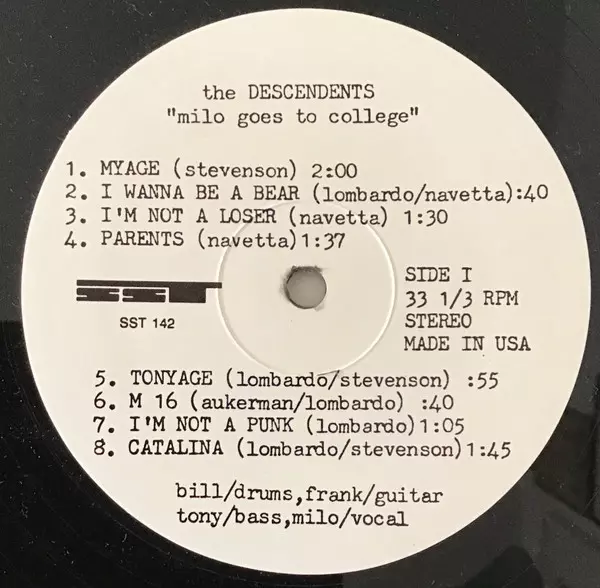 the DESCENDENTS
"milo goes to college"
1. MYAGE (stevenson) 2:00
2. I WANNA BE A BEAR (lombardo/navetta):40
3. I'M NOT A LOSER (navetta) 1:30
4. PARENTS (navetta)1:37
SST
SST 142
SIDE I
33 1/3 RPM
STEREO
MADE IN USA
5. TONYAGE (lombardo/stevenson) :55
6. M 16 (aukerman/lombardo) :40
7. I'M NOT A PUNK (lombardo)1:05
8. CATALINA (lombardo/stevenson)1:45
bill/drums,frank/guitar
tony/bass,milo/vocal